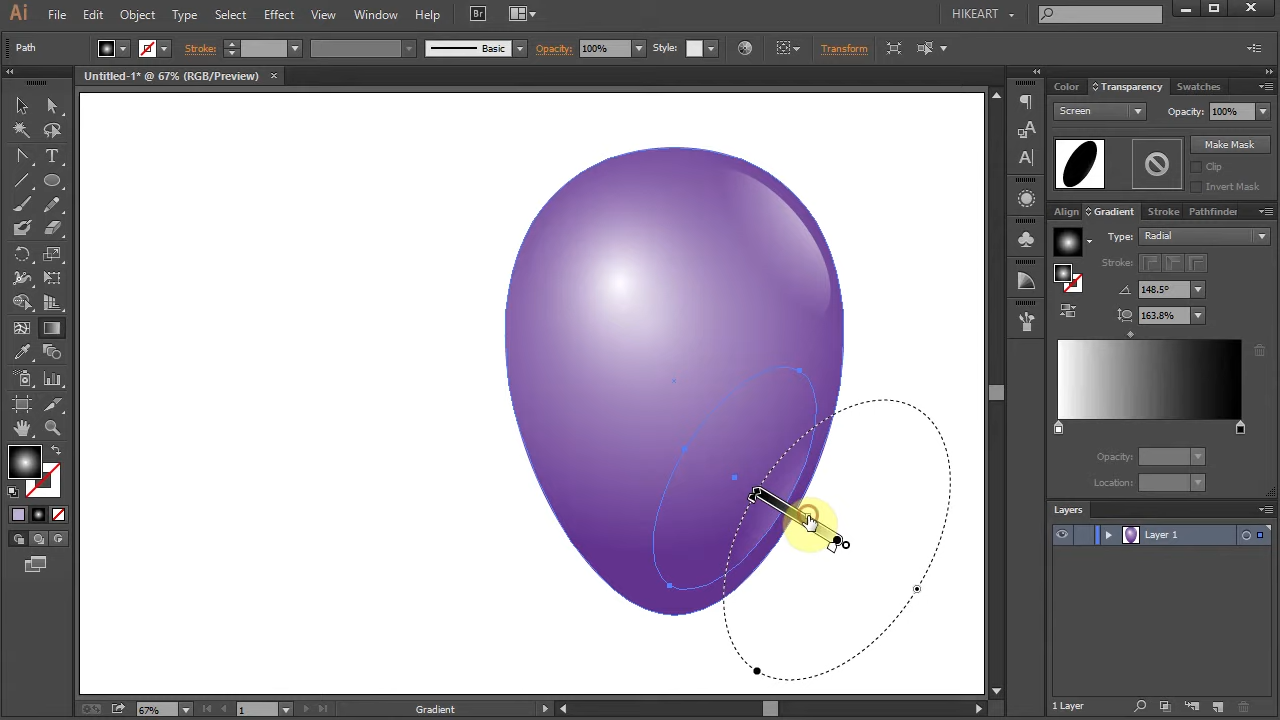 Ai File Edit Object Type Select Effect View Window Help Br HIKEART
Path Stroke: Basic Opacity: 100% Style: Transform
Untitled-1* @ 67% (RGB/Preview)
Color Transparency Swatches
Screen Opacity: 100%
Make Mask
Clip
Invert Mask
Align Gradient Stroke Pathfinder
Type: Radial
Stroke:
148.5°
163.8%
Opacity:
Location:
Layers
Layer 1
67% 1 Gradient
1 Layer